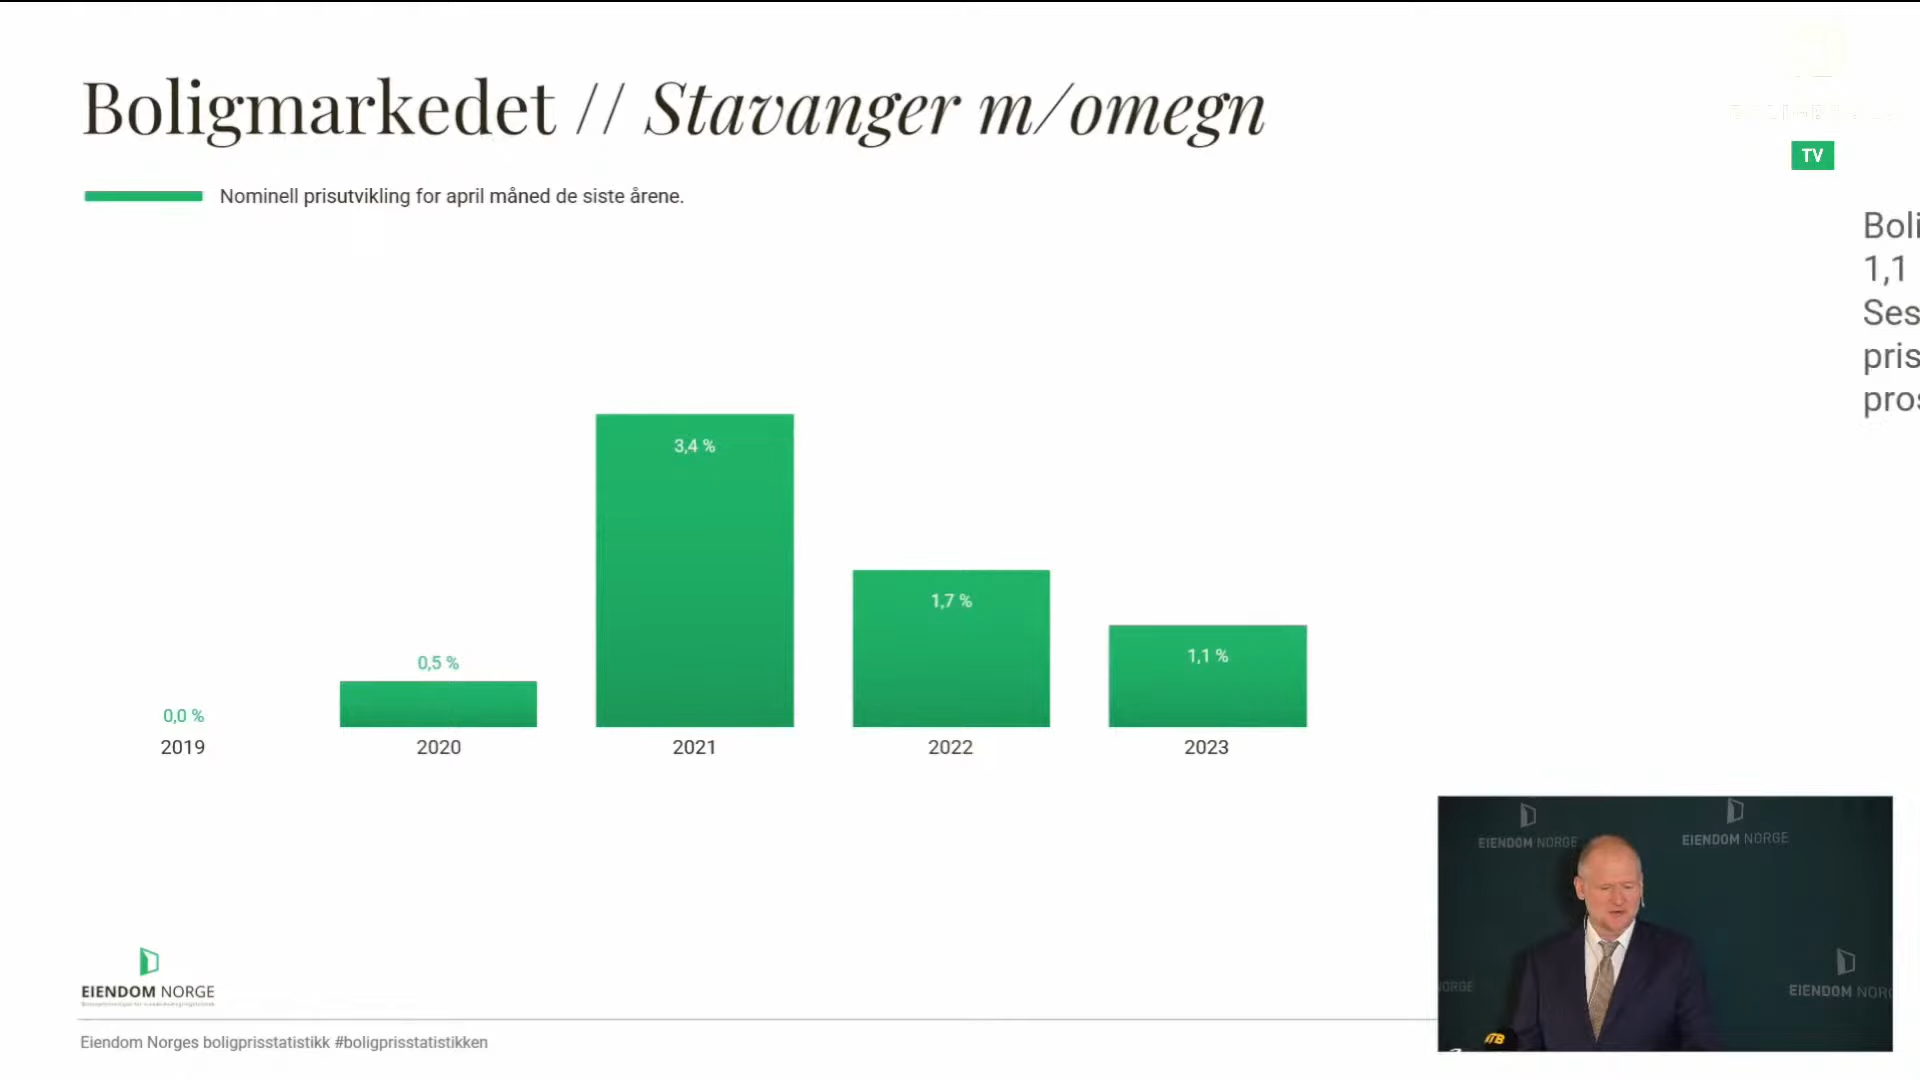 Boligmarkedet // Stavanger m/omegn
TV
Nominell prisutvikling for april måned de siste årene.
Boli
1,1
Ses
pris
pros
3,4 %
1,7 %
1,1 %
0,5 %
0,0 %
2019 2020 2021 2022 2023
EIENDOM NORGE
EIENDOM NORGE
ORGE
EIENDOM NORG
EIENDOM NORGE
Eiendom Norges boligprisstatistikk #boligprisstatistikken